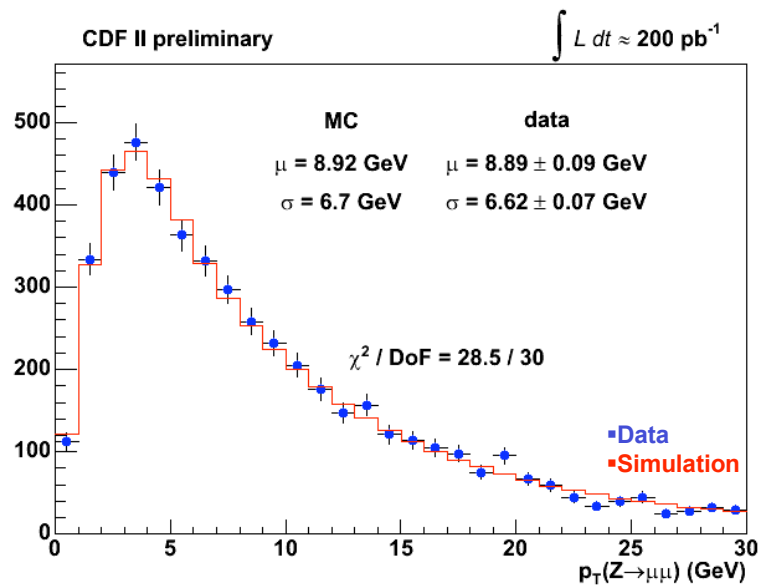 CDF II preliminary
∫ L dt ≈ 200 pb⁻¹
MC data
μ = 8.92 GeV μ = 8.89 ± 0.09 GeV
σ = 6.7 GeV σ = 6.62 ± 0.07 GeV
χ² / DoF = 28.5 / 30
Data
Simulation
500
400
300
200
100
0
0 5 10 15 20 25 30
p_T(Z→μμ) (GeV)